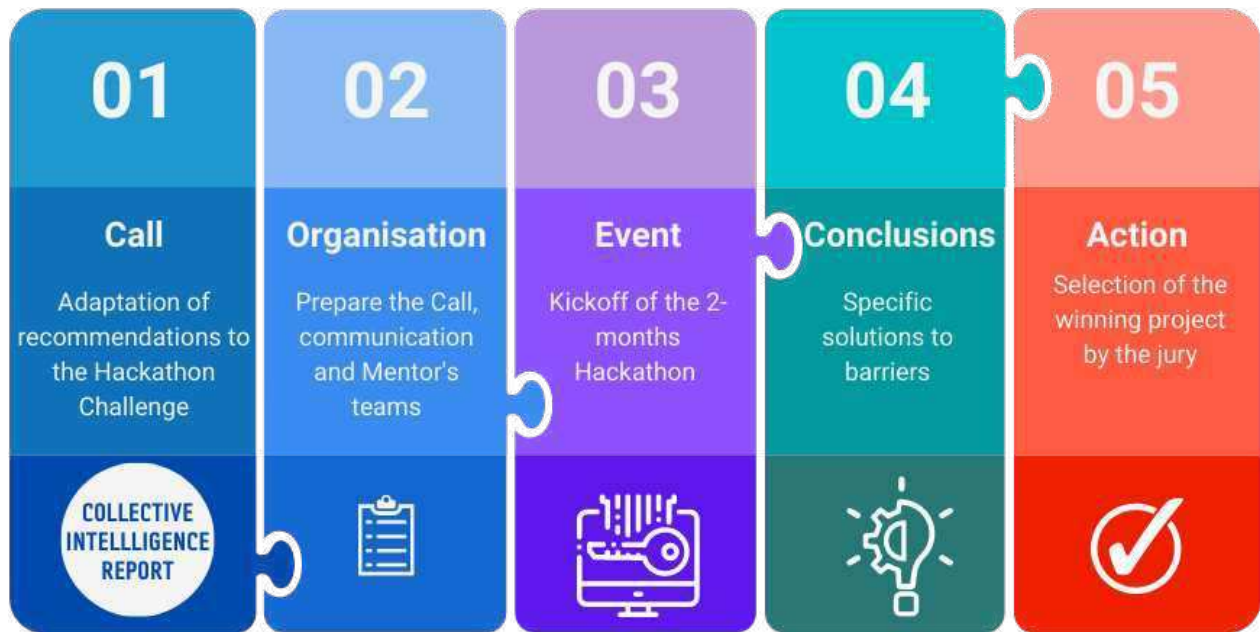 01
Call
Adaptation of
recommendations to
the Hackathon
Challenge
COLLECTIVE
INTELLLIGENCE
REPORT
02
Organisation
Prepare the Call,
communication
and Mentor's
teams
03
Event
Kickoff of the 2-
months
Hackathon
04
Conclusions
Specific
solutions to
barriers
05
Action
Selection of the
winning project
by the jury